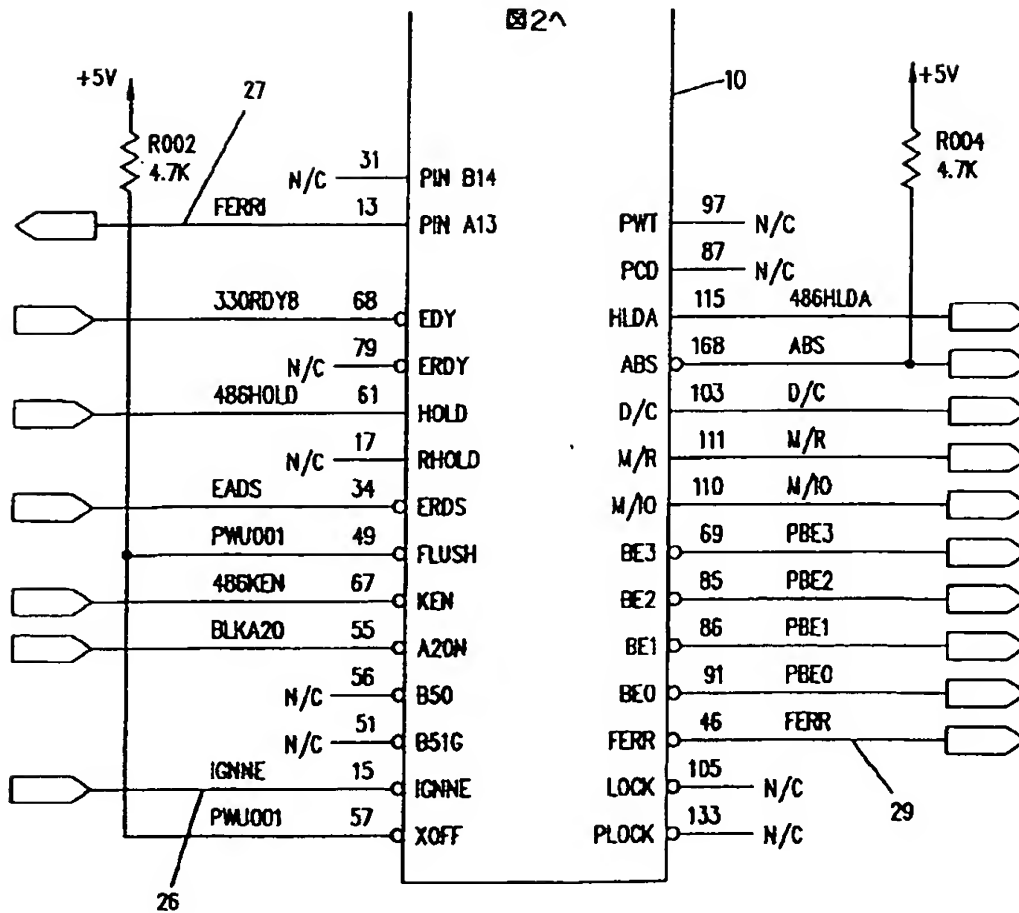 図2^
10
+5V
27
+5V
R002
4.7K
R004
4.7K
N/C 31 PIN B14
FERRI 13 PIN A13
PWT 97 N/C
PCD 87 N/C
330RDY8 68 EDY
HLDA 115 486HLDA
N/C 79 ERDY
ABS 168 ABS
486HOLD 61 HOLD
D/C 103 D/C
N/C 17 RHOLD
M/R 111 M/R
EADS 34 ERDS
M/IO 110 M/IO
PWU001 49 FLUSH
BE3 69 PBE3
486KEN 67 KEN
BE2 85 PBE2
BLKA20 55 A20N
BE1 86 PBE1
N/C 56 B50
BE0 91 PBE0
N/C 51 B51G
FERR 46 FERR
IGNNE 15 IGNNE
LOCK 105 N/C
PWU001 57 XOFF
PLOCK 133 N/C
29
26